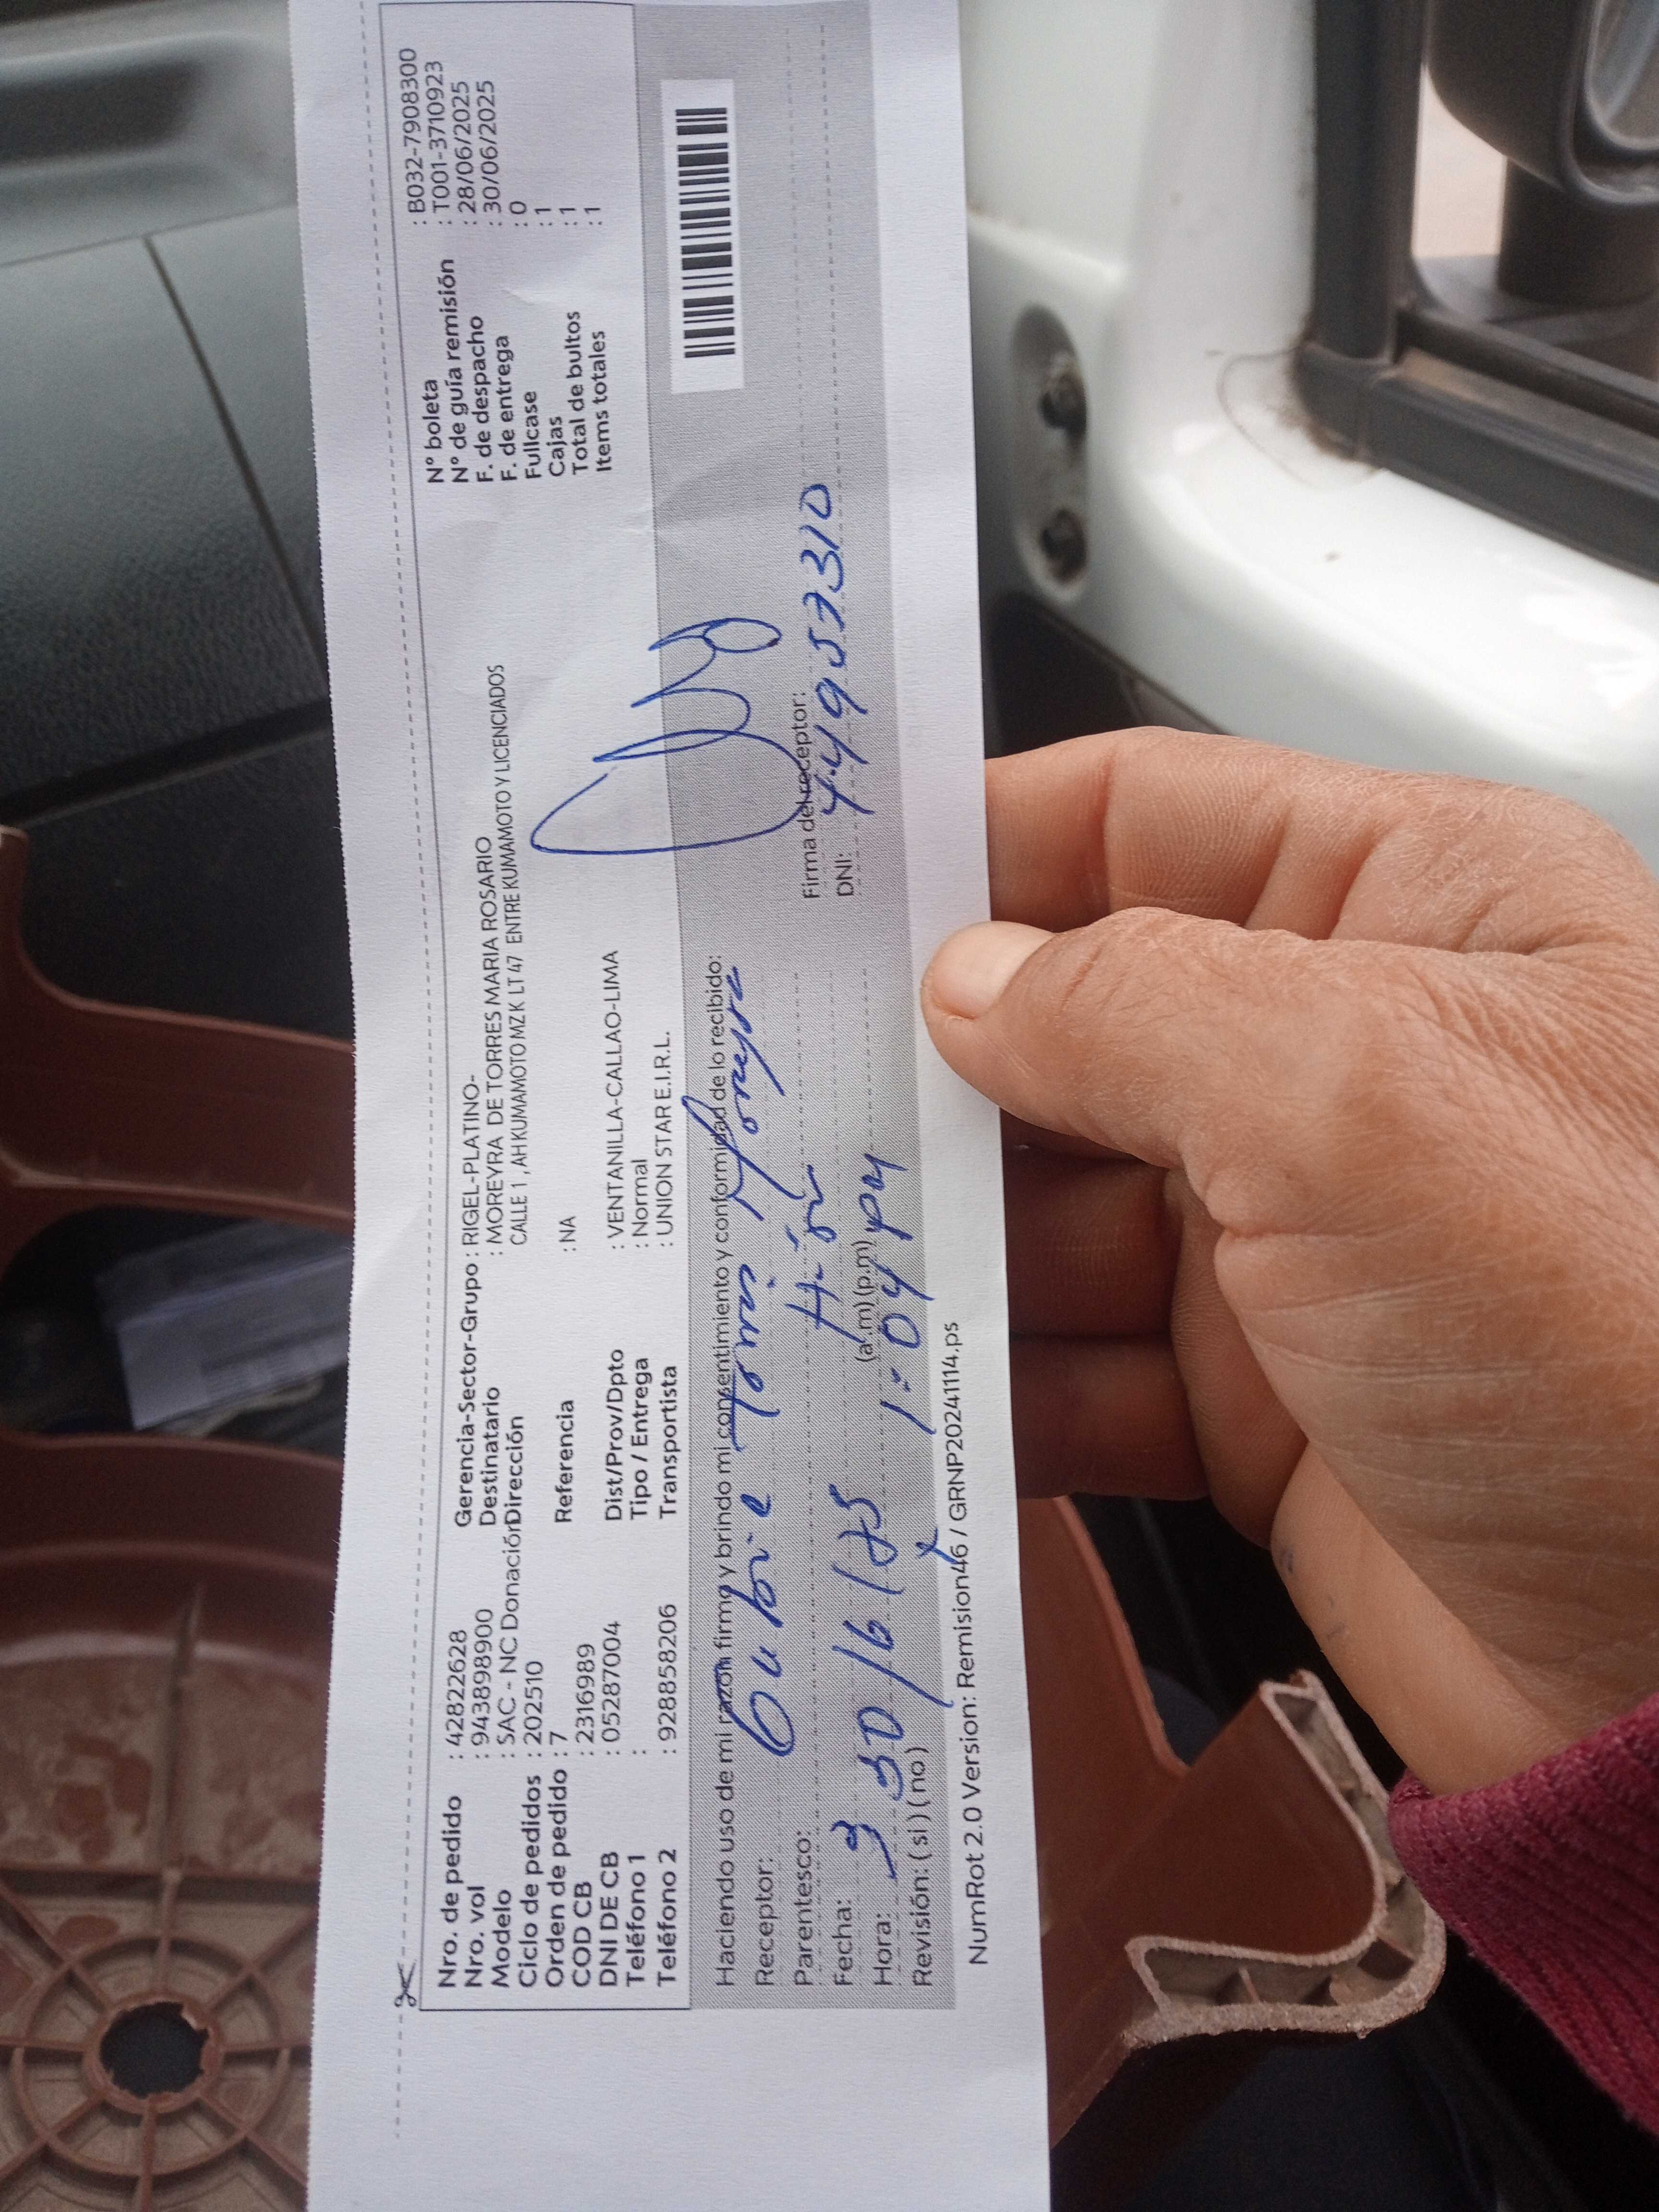 Nro. de pedido : 42822628
Nro. vol : 943898900
Modelo : SAC - NC Donación
Ciclo de pedidos : 202510
Orden de pedido : 7
COD CB : 2316989
DNI DE CB : 05287004
Teléfono 1 :
Teléfono 2 : 928858206
Gerencia-Sector-Grupo : RIGEL-PLATINO-
Destinatario : MOREYRA DE TORRES MARIA ROSARIO
Dirección CALLE 1 , AH KUMAMOTO MZK LT 47 ENTRE KUMAMOTO Y LICENCIADOS
Referencia : NA
Dist/Prov/Dpto : VENTANILLA-CALLAO-LIMA
Tipo / Entrega : Normal
Transportista : UNION STAR E.I.R.L.
N° boleta : B032-7908300
N° de guía remisión : T001-3710923
F. de despacho : 28/06/2025
F. de entrega : 30/06/2025
Fullcase : 0
Cajas : 1
Total de bultos : 1
Items totales : 1
Haciendo uso de mi razón firmo y brindo mi consentimiento y conformidad de lo recibido:
Receptor:
Parentesco:
Fecha: 30/6/25
Hora: (a.m) (p.m) 1:04 pm
Revisión: ( si ) ( no )
Firma del receptor:
DNI: 44957310
NumRot 2.0 Version: Remision46 / GRNP20241114.ps